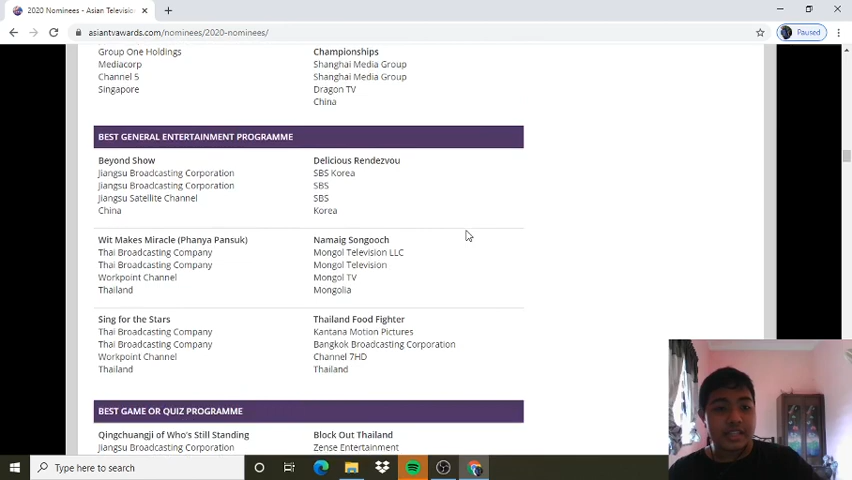 2020 Nominees - Asian Televisio
asiantvawards.com/nominees/2020-nominees/
Paused
Group One Holdings
Mediacorp
Channel 5
Singapore
Championships
Shanghai Media Group
Shanghai Media Group
Dragon TV
China
BEST GENERAL ENTERTAINMENT PROGRAMME
Beyond Show
Jiangsu Broadcasting Corporation
Jiangsu Broadcasting Corporation
Jiangsu Satellite Channel
China
Delicious Rendezvou
SBS Korea
SBS
SBS
Korea
Wit Makes Miracle (Phanya Pansuk)
Thai Broadcasting Company
Thai Broadcasting Company
Workpoint Channel
Thailand
Namaig Songooch
Mongol Television LLC
Mongol Television
Mongol TV
Mongolia
Sing for the Stars
Thai Broadcasting Company
Thai Broadcasting Company
Workpoint Channel
Thailand
Thailand Food Fighter
Kantana Motion Pictures
Bangkok Broadcasting Corporation
Channel 7HD
Thailand
BEST GAME OR QUIZ PROGRAMME
Qingchuangji of Who's Still Standing
Jiangsu Broadcasting Corporation
Block Out Thailand
Zense Entertainment
Type here to search